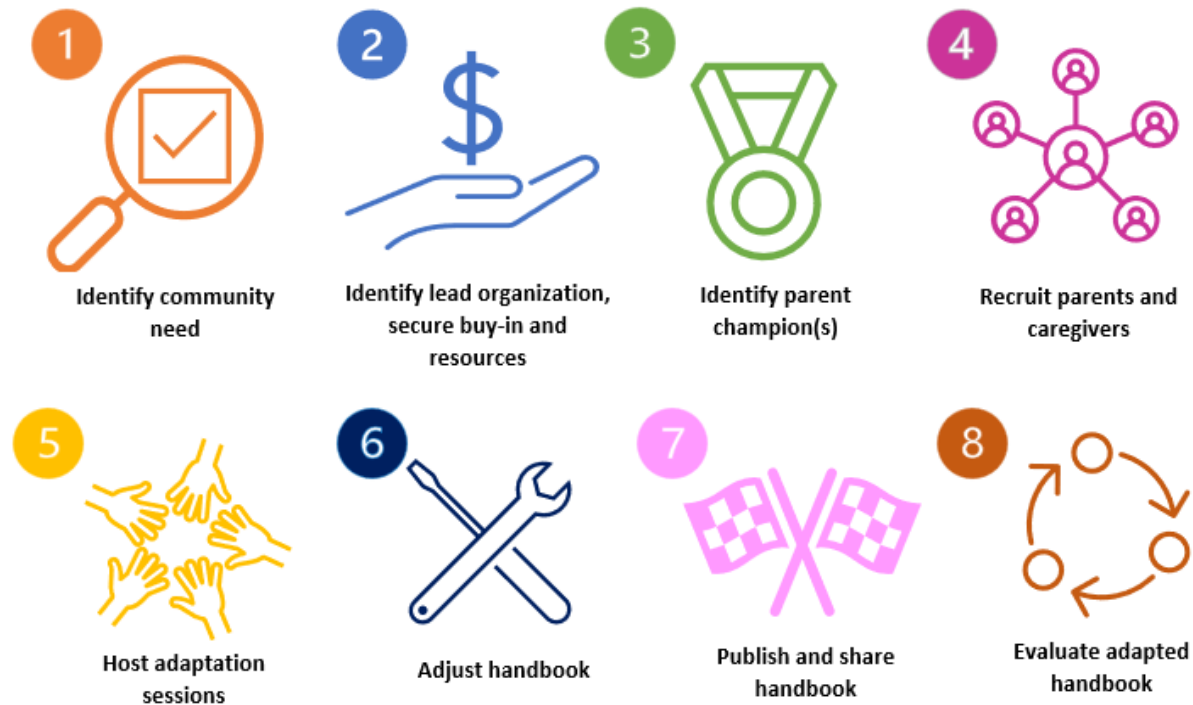 1
Identify community
need
2
$
Identify lead organization,
secure buy-in and
resources
3
Identify parent
champion(s)
4
Recruit parents and
caregivers
5
Host adaptation
sessions
6
Adjust handbook
7
Publish and share
handbook
8
Evaluate adapted
handbook